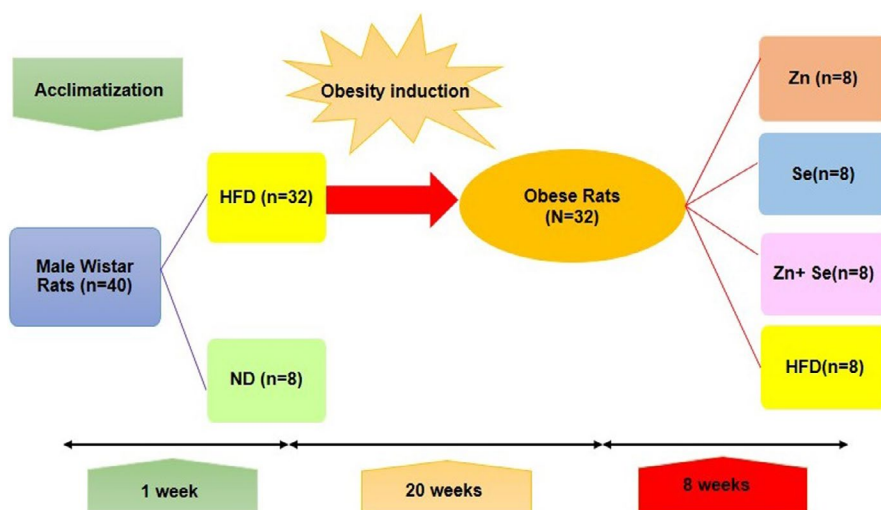 Acclimatization
Obesity induction
Male Wistar
Rats (n=40)
HFD (n=32)
ND (n=8)
Obese Rats
(N=32)
Zn (n=8)
Se(n=8)
Zn+ Se(n=8)
HFD(n=8)
1 week
20 weeks
8 weeks